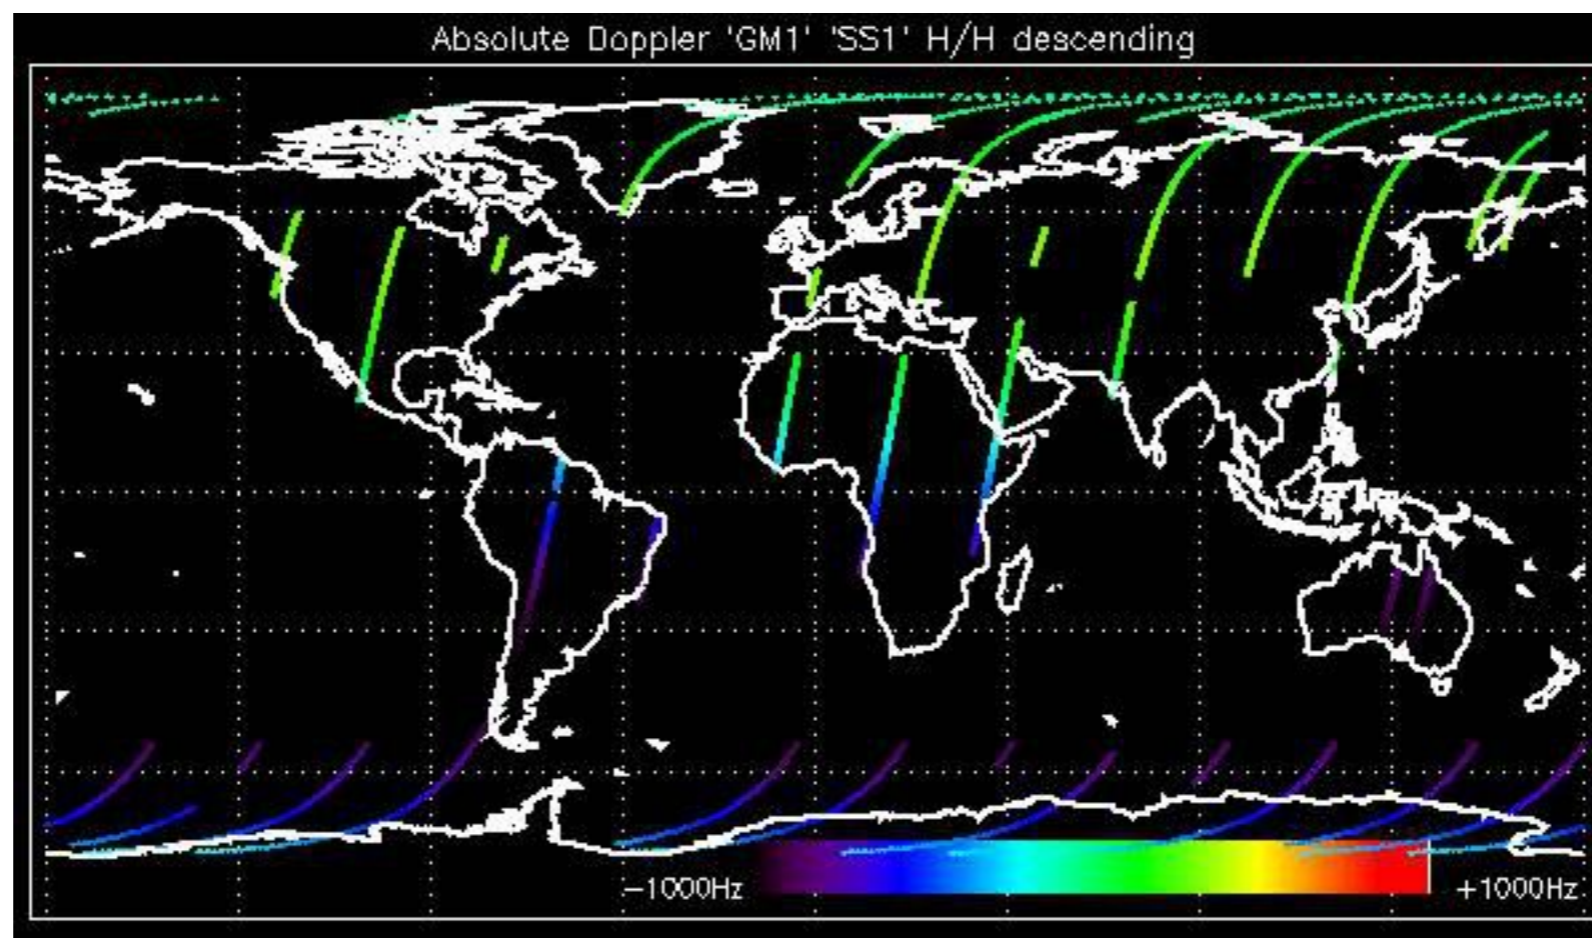 Absolute Doppler 'GM1' 'SS1' H/H descending
-1000Hz
+1000Hz